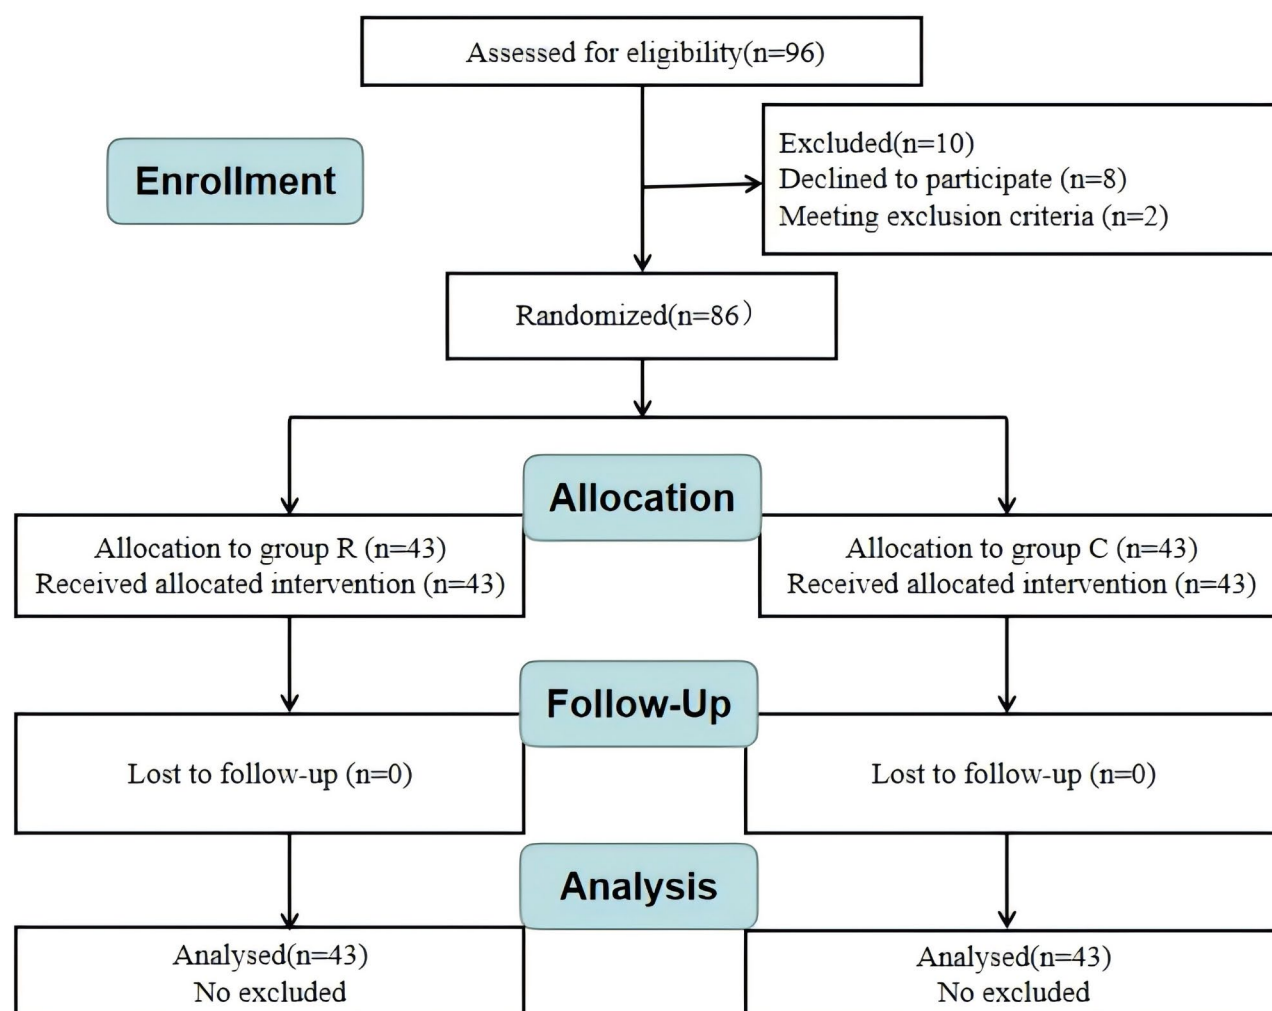 Assessed for eligibility(n=96)
Enrollment
Excluded(n=10)
Declined to participate (n=8)
Meeting exclusion criteria (n=2)
Randomized(n=86）
Allocation
Allocation to group R (n=43)
Received allocated intervention (n=43)
Allocation to group C (n=43)
Received allocated intervention (n=43)
Follow-Up
Lost to follow-up (n=0)
Lost to follow-up (n=0)
Analysis
Analysed(n=43)
No excluded
Analysed(n=43)
No excluded